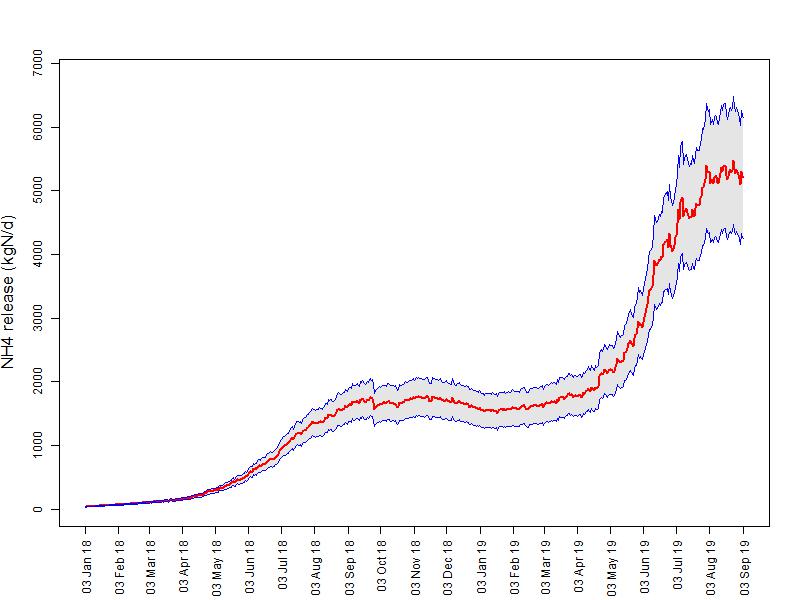 NH4 release (kgN/d)
7000
6000
5000
4000
3000
2000
1000
0
03 Jan 18
03 Feb 18
03 Mar 18
03 Apr 18
03 May 18
03 Jun 18
03 Jul 18
03 Aug 18
03 Sep 18
03 Oct 18
03 Nov 18
03 Dec 18
03 Jan 19
03 Feb 19
03 Mar 19
03 Apr 19
03 May 19
03 Jun 19
03 Jul 19
03 Aug 19
03 Sep 19